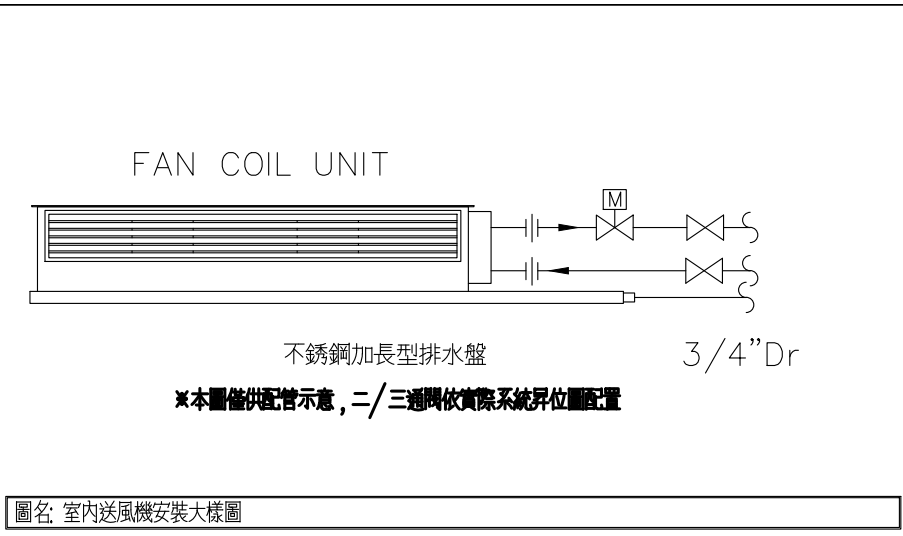 FAN COIL UNIT
M
不銹鋼加長型排水盤
3/4"Dr
※本圖僅供配管示意,二/三通閥依實際系統昇位圖配置
圖名: 室內送風機安裝大樣圖